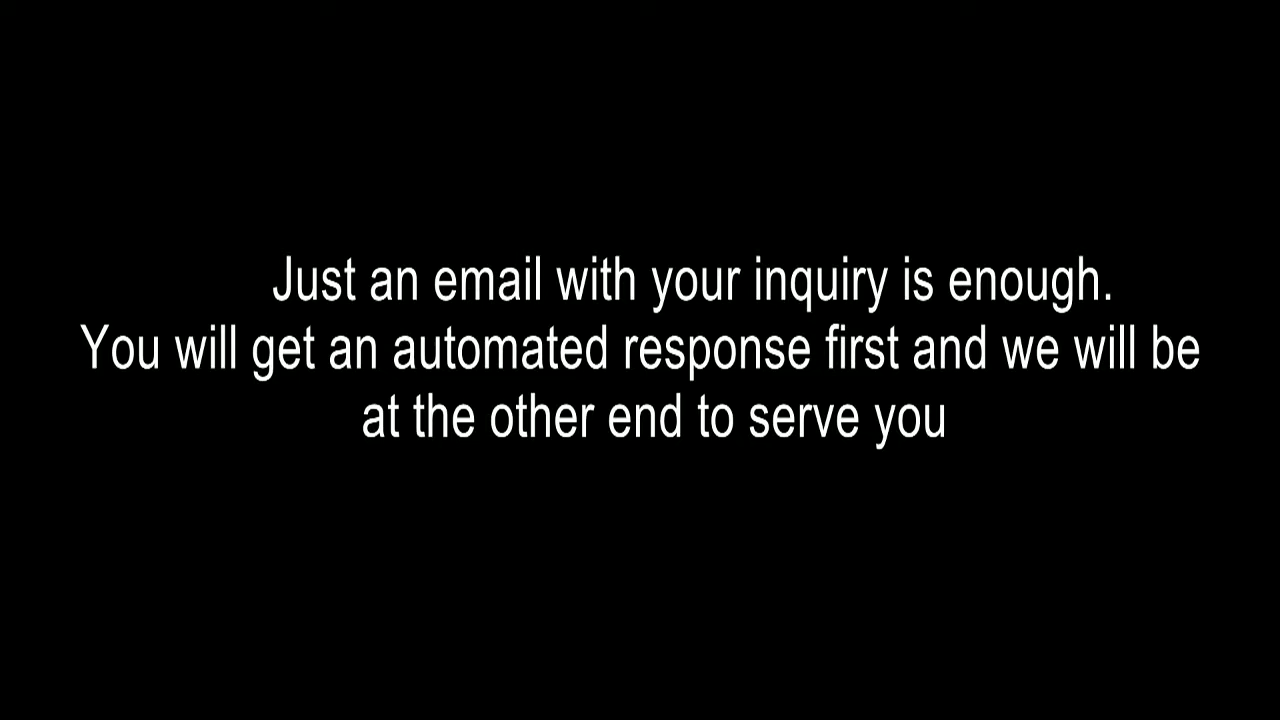 Just an email with your inquiry is enough.
You will get an automated response first and we will be
at the other end to serve you